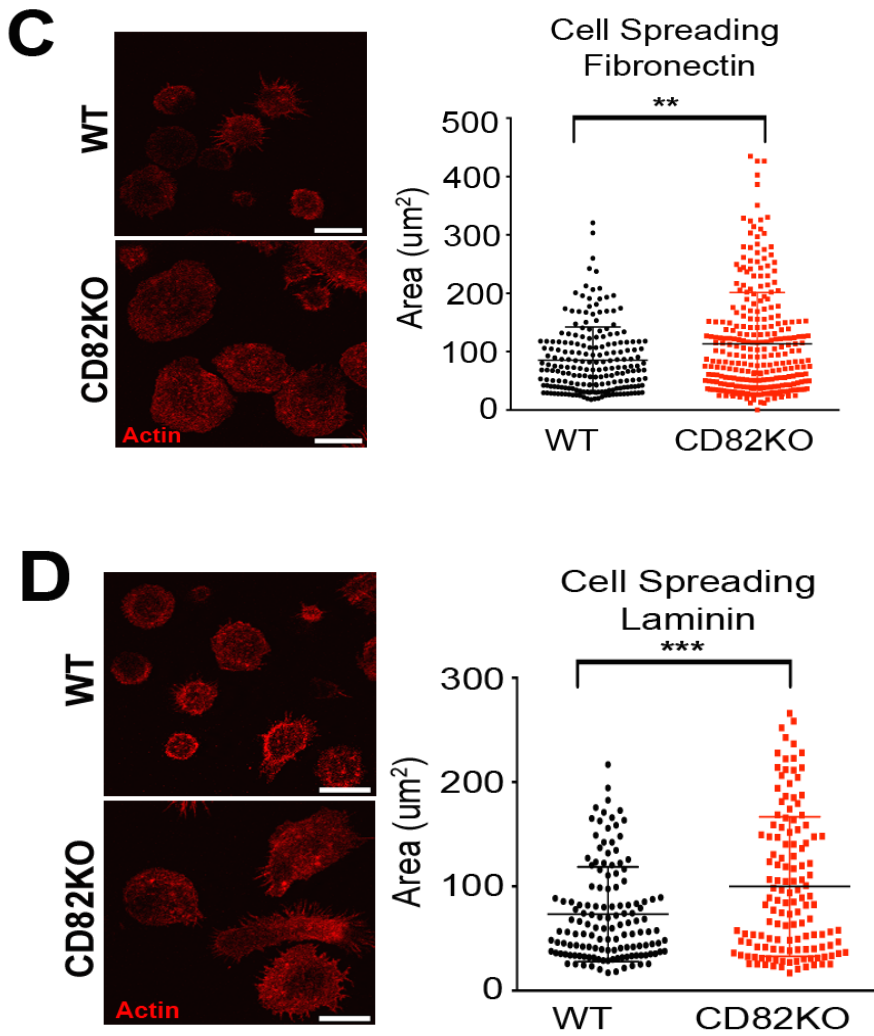 C
WT
CD82KO
Actin
Cell Spreading
Fibronectin
**
Area (um²)
500
400
300
200
100
0
WT
CD82KO
D
WT
CD82KO
Actin
Cell Spreading
Laminin
***
Area (um²)
300
200
100
0
WT
CD82KO